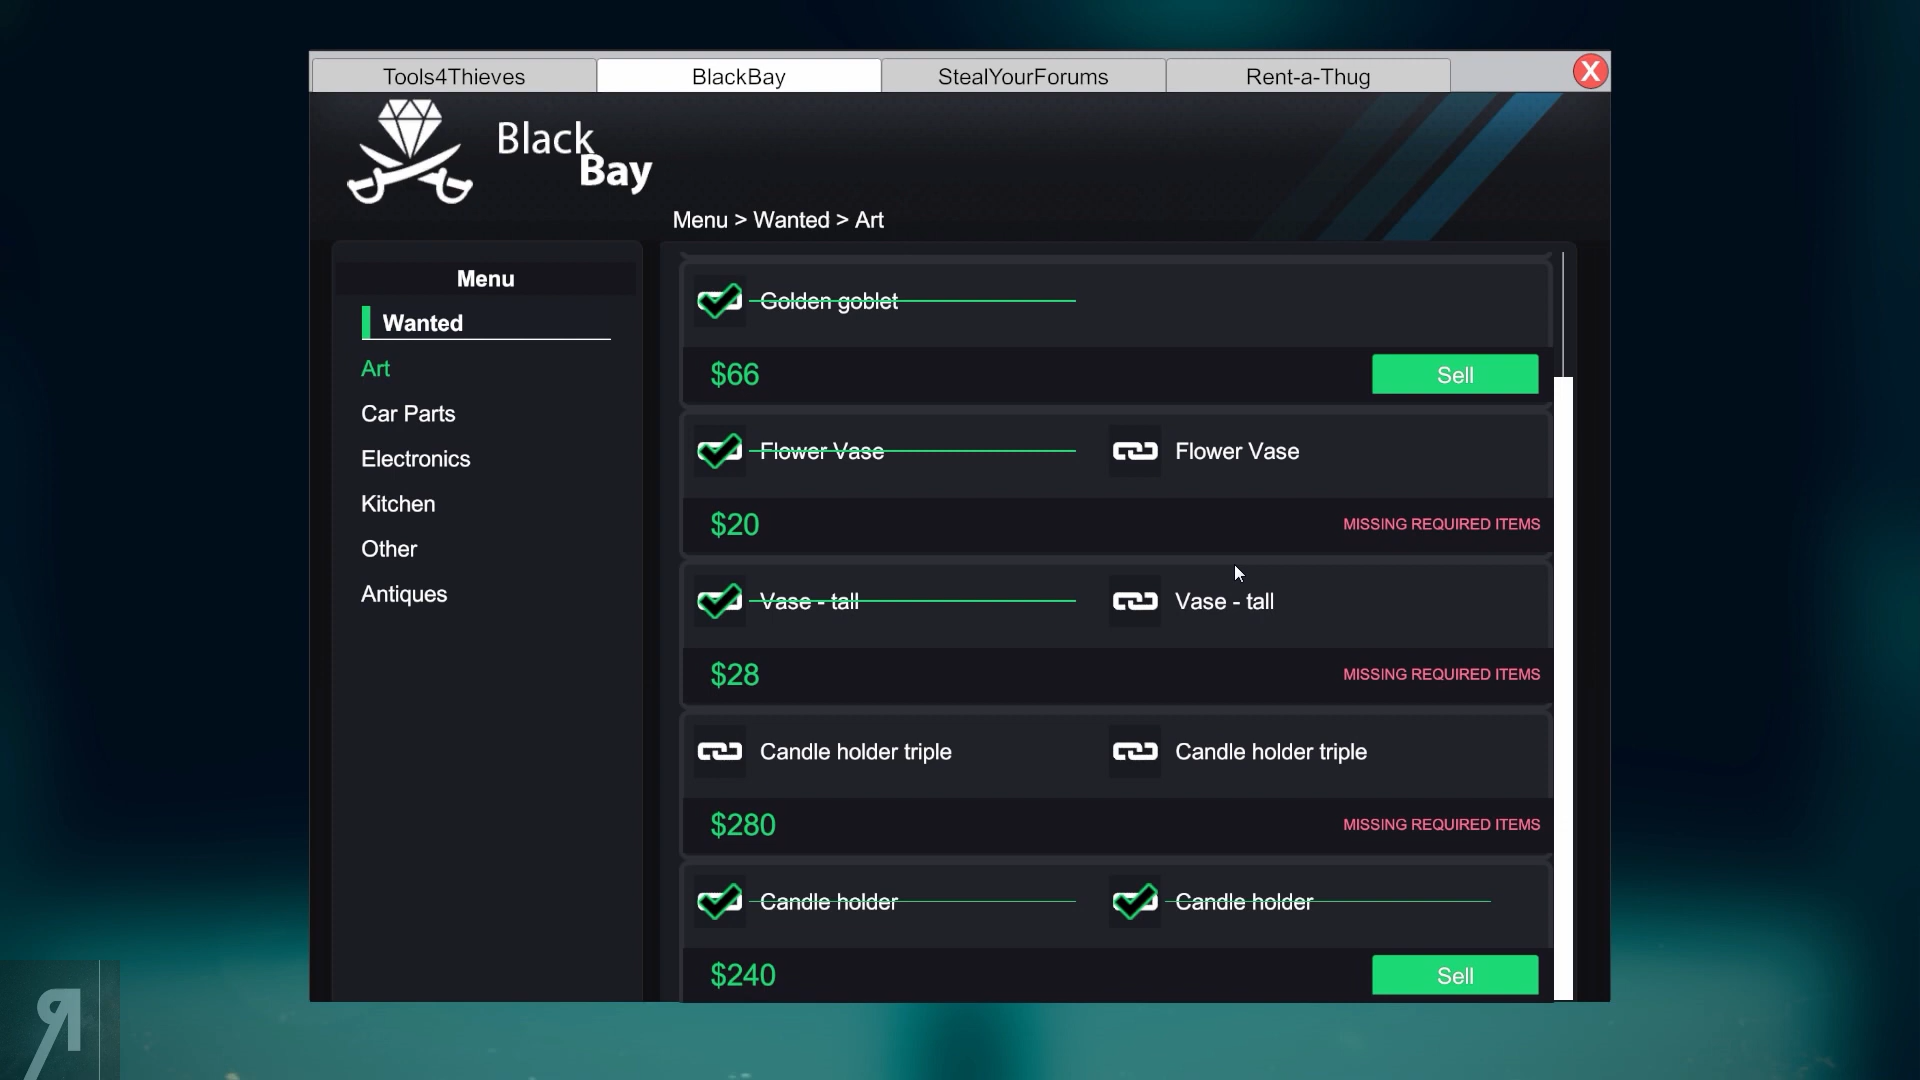 Tools4Thieves
BlackBay
StealYourForums
Rent-a-Thug
X
Black
Bay
Menu > Wanted > Art
Menu
Wanted
Art
Car Parts
Electronics
Kitchen
Other
Antiques
Golden goblet
$66
Sell
Flower Vase
Flower Vase
$20
MISSING REQUIRED ITEMS
Vase - tall
Vase - tall
$28
MISSING REQUIRED ITEMS
Candle holder triple
Candle holder triple
$280
MISSING REQUIRED ITEMS
Candle holder
Candle holder
$240
Sell